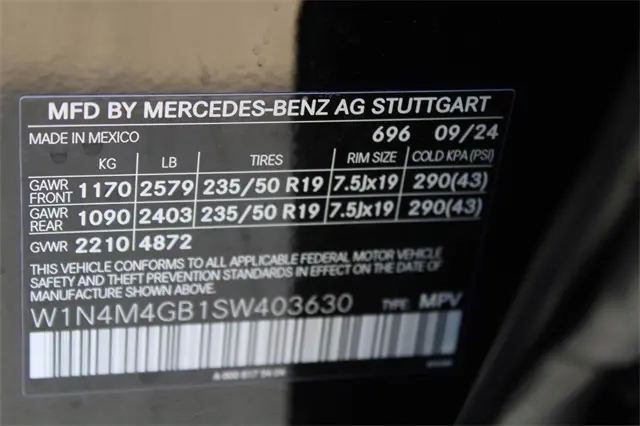 MFD BY MERCEDES-BENZ AG STUTTGART
MADE IN MEXICO 696 09/24
KG LB TIRES RIM SIZE COLD KPA (PSI)
GAWR FRONT 1170 2579 235/50 R19 7.5Jx19 290(43)
GAWR REAR 1090 2403 235/50 R19 7.5Jx19 290(43)
GVWR 2210 4872
THIS VEHICLE CONFORMS TO ALL APPLICABLE FEDERAL MOTOR VEHICLE
SAFETY AND THEFT PREVENTION STANDARDS IN EFFECT ON THE DATE OF
MANUFACTURE SHOWN ABOVE.
W1N4M4GB1SW403630 TYPE: MPV